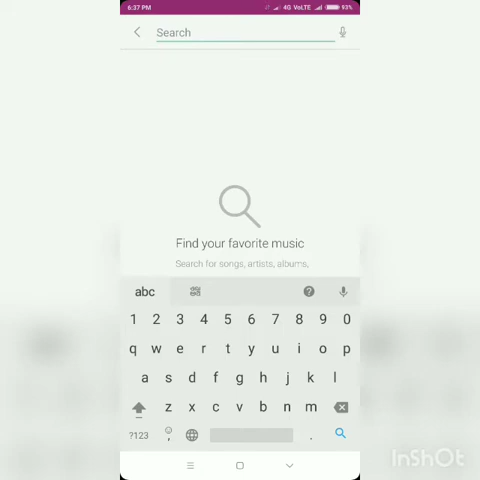 6:37 PM 4G VoLTE 93%
Search
Find your favorite music
Search for songs, artists, albums,
abc
1 2 3 4 5 6 7 8 9 0
q w e r t y u i o p
a s d f g h j k l
z x c v b n m
?123 , .
InShOt